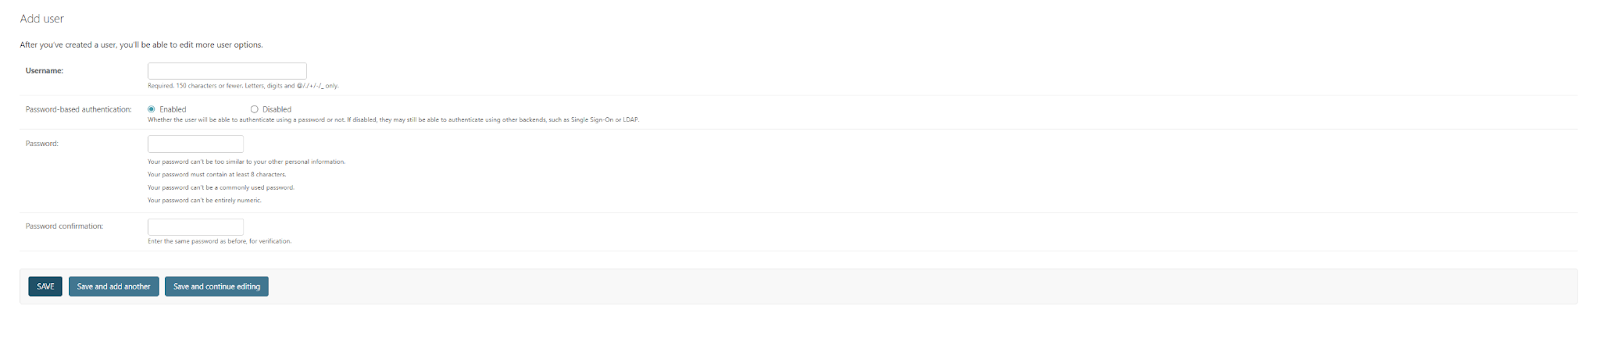 Add user
After you've created a user, you'll be able to edit more user options.
Username:
Required. 150 characters or fewer. Letters, digits and @/./+/-/_ only.
Password-based authentication:
Enabled
Disabled
Whether the user will be able to authenticate using a password or not. If disabled, they may still be able to authenticate using other backends, such as Single Sign-On or LDAP.
Password:
Your password can't be too similar to your other personal information.
Your password must contain at least 8 characters.
Your password can't be a commonly used password.
Your password can't be entirely numeric.
Password confirmation:
Enter the same password as before, for verification.
SAVE
Save and add another
Save and continue editing